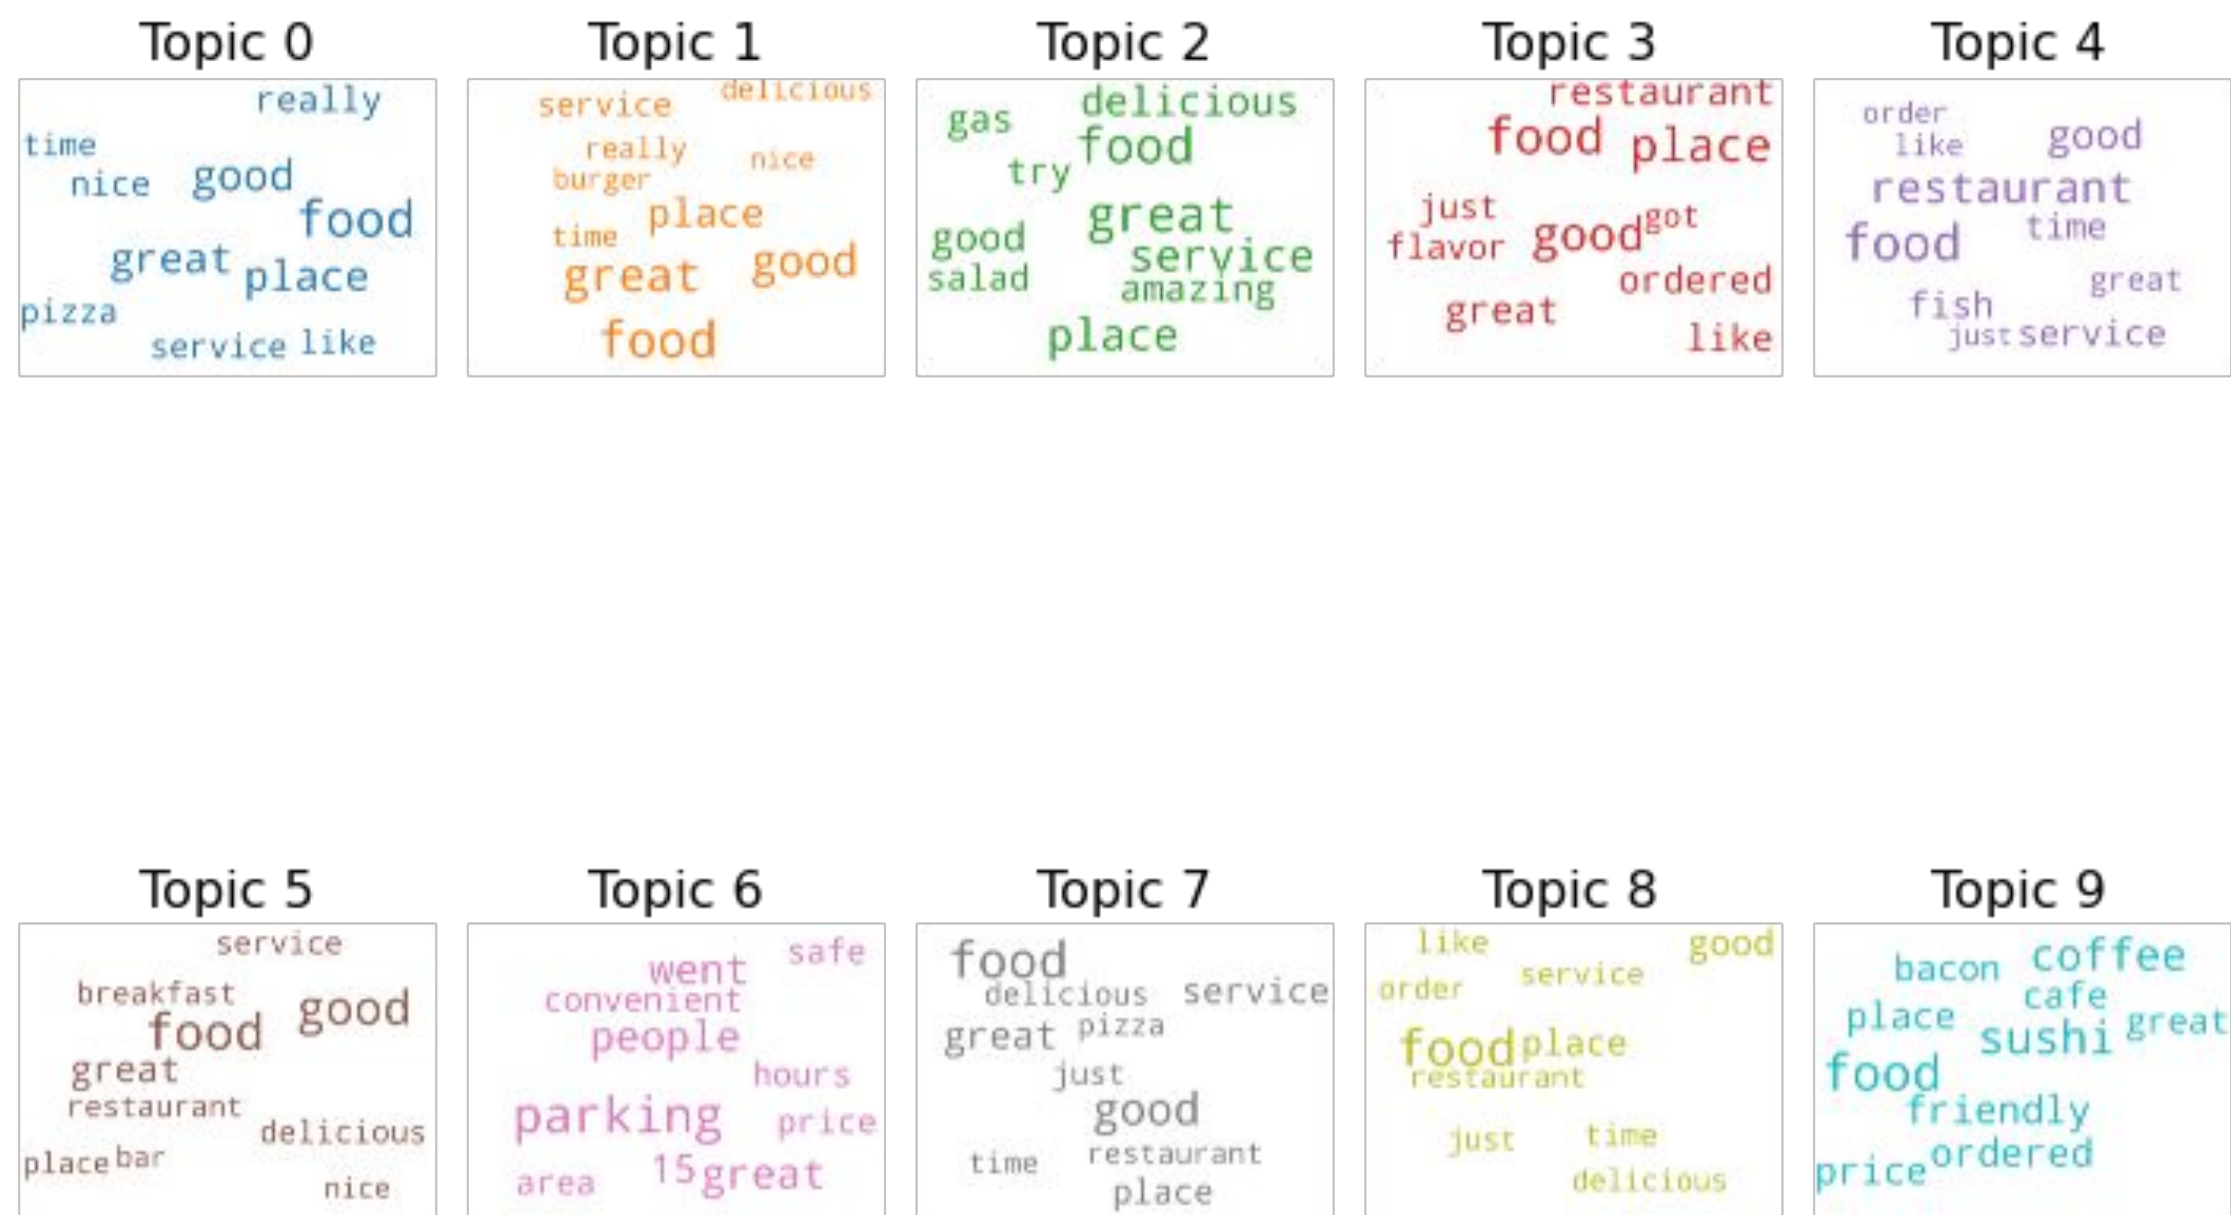 Topic 0
really
time
nice good
food
great place
pizza
service like
Topic 1
delicious
service
really nice
burger
place
time
great good
food
Topic 2
delicious
gas
food
try
great
good
service
salad
amazing
place
Topic 3
restaurant
food place
just got
flavor good
ordered
great
like
Topic 4
order
like good
restaurant
time
food
great
fish
just service
Topic 5
service
breakfast
food good
great
restaurant
delicious
place bar
nice
Topic 6
safe
went
convenient
people
hours
parking price
15 great
area
Topic 7
food
delicious service
great pizza
just
good
time restaurant
place
Topic 8
like good
service
order
food place
restaurant
just time
delicious
Topic 9
bacon coffee
cafe
place sushi great
food
friendly
price ordered